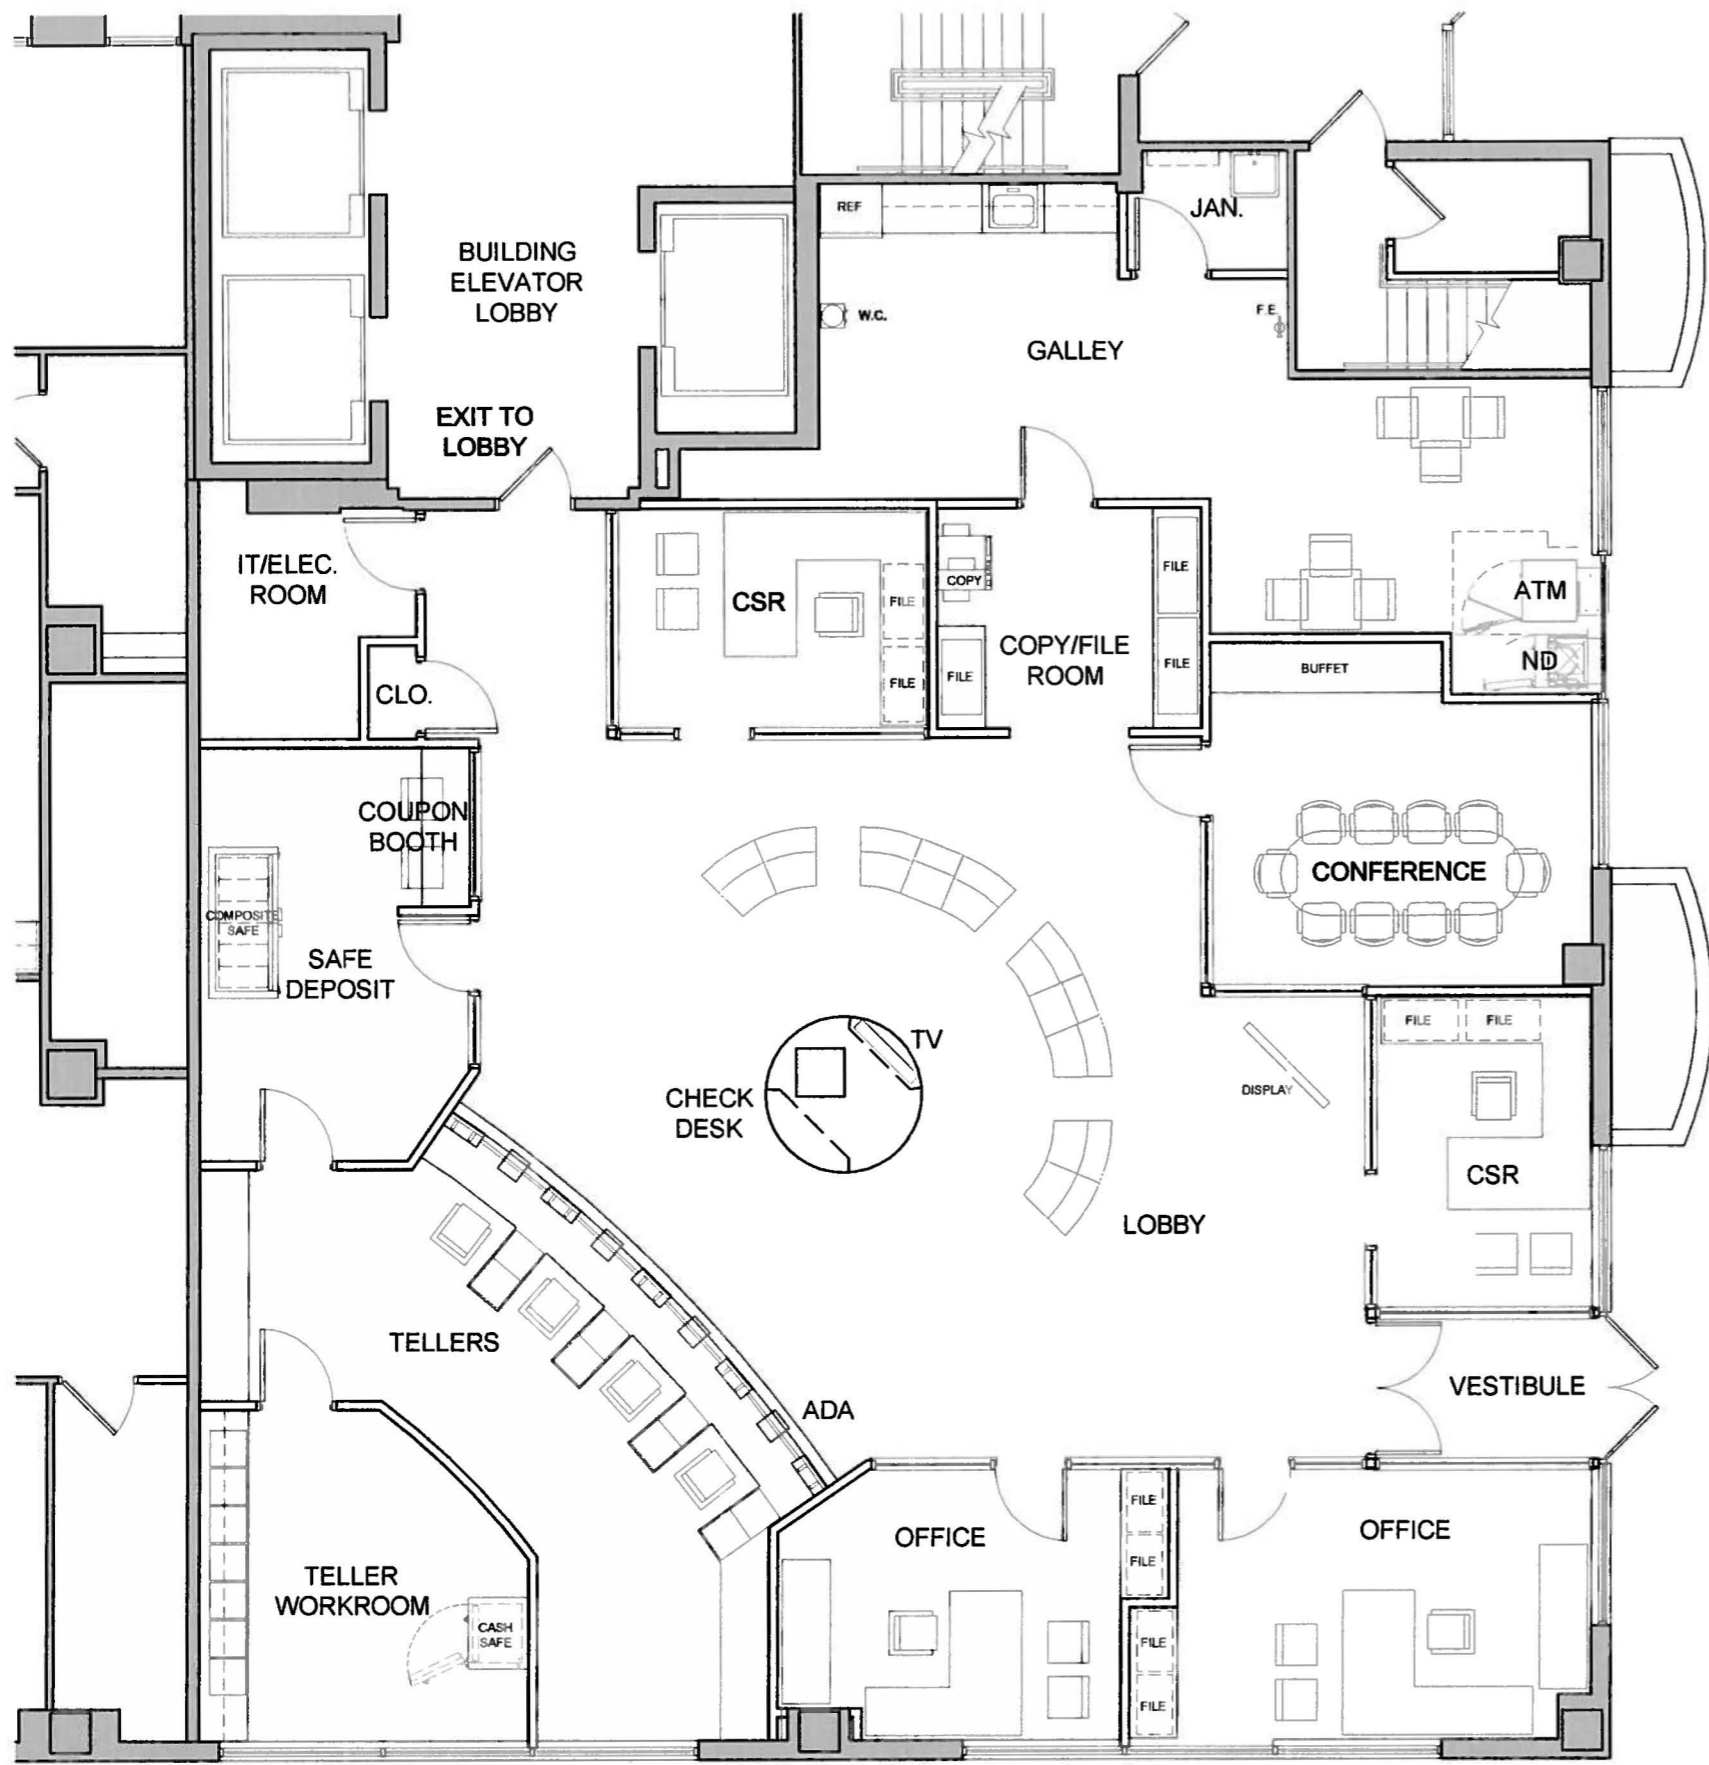 REF
JAN.
BUILDING
ELEVATOR
LOBBY
W.C.
F.E.
GALLEY
EXIT TO
LOBBY
IT/ELEC.
ROOM
CSR
FILE
FILE
COPY
FILE
COPY/FILE
ROOM
FILE
FILE
ATM
ND
BUFFET
CLO.
COUPON
BOOTH
CONFERENCE
COMPOSITE
SAFE
SAFE
DEPOSIT
FILE
FILE
TV
CHECK
DESK
DISPLAY
CSR
LOBBY
TELLERS
VESTIBULE
ADA
FILE
FILE
OFFICE
OFFICE
TELLER
WORKROOM
CASH
SAFE
FILE
FILE